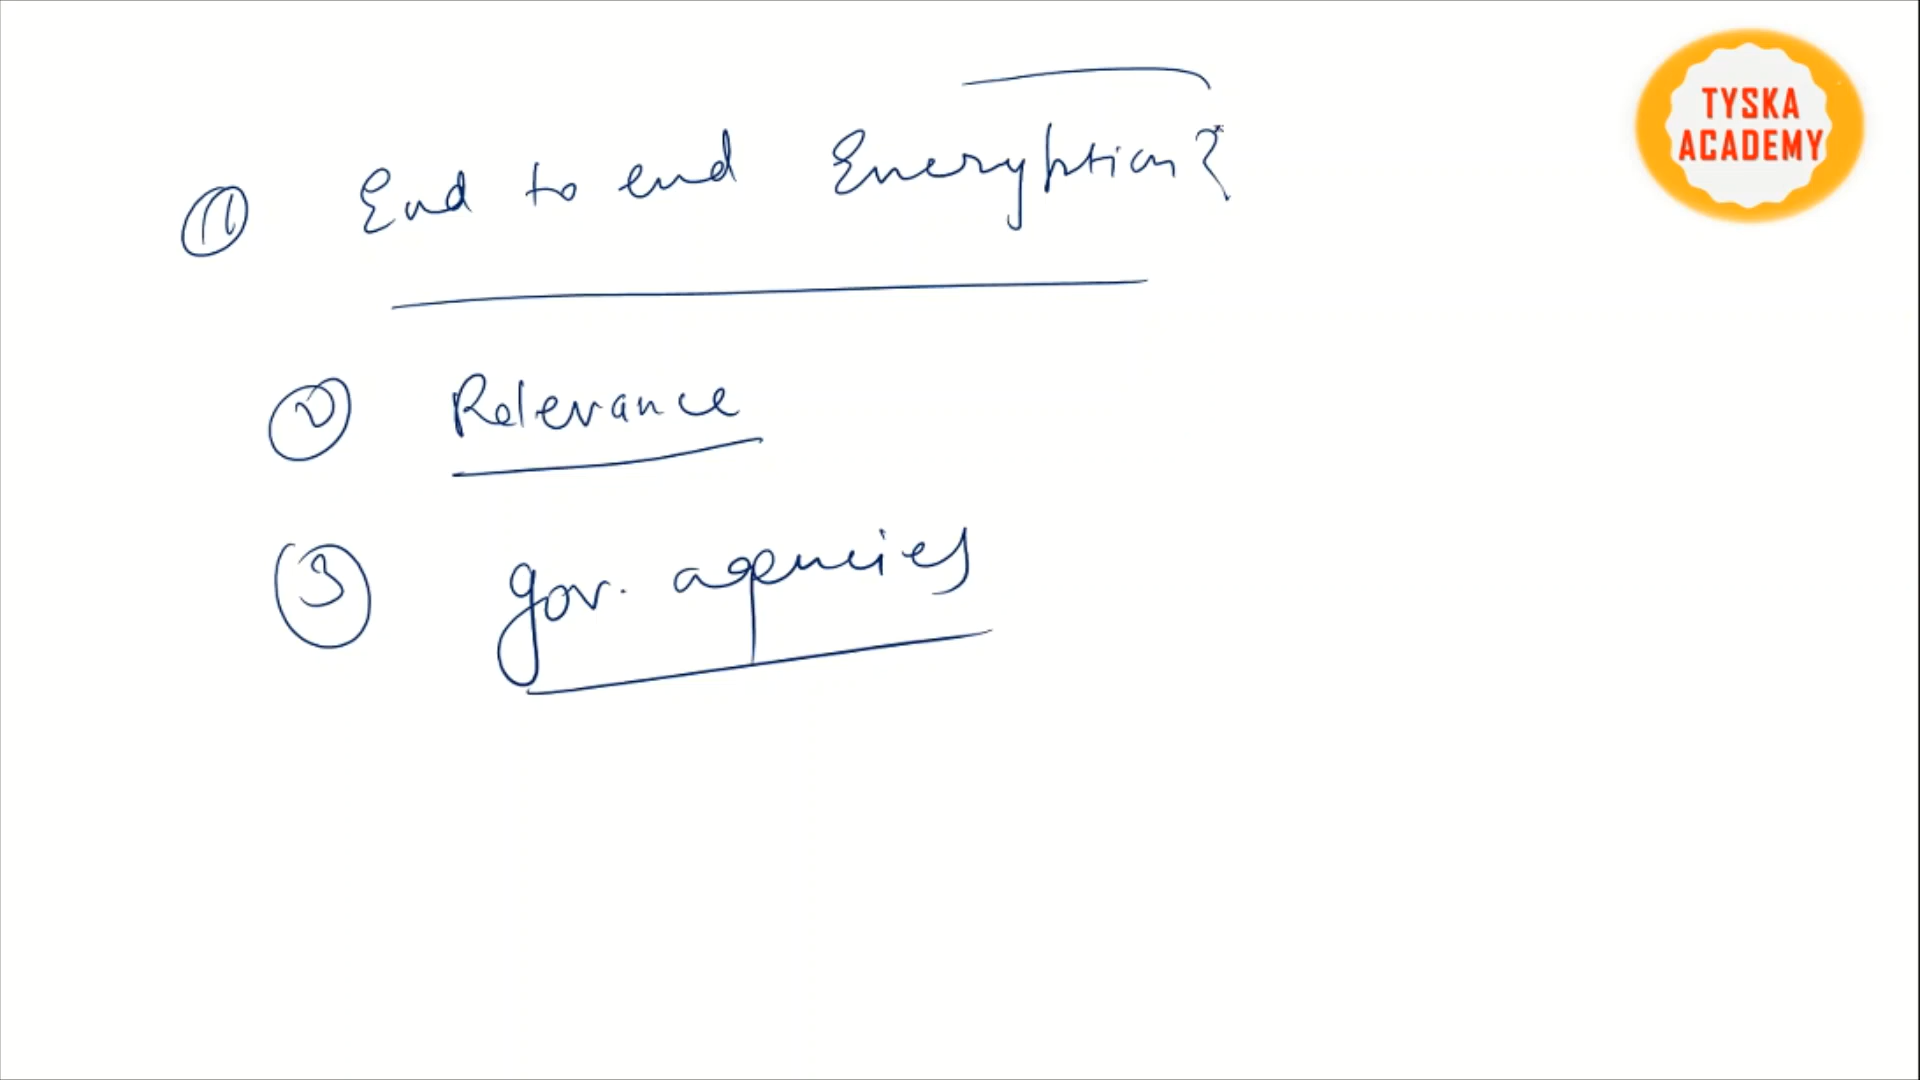 TYSKA
ACADEMY
① End to end Encryption?
② Relevance
③ gov. agencies